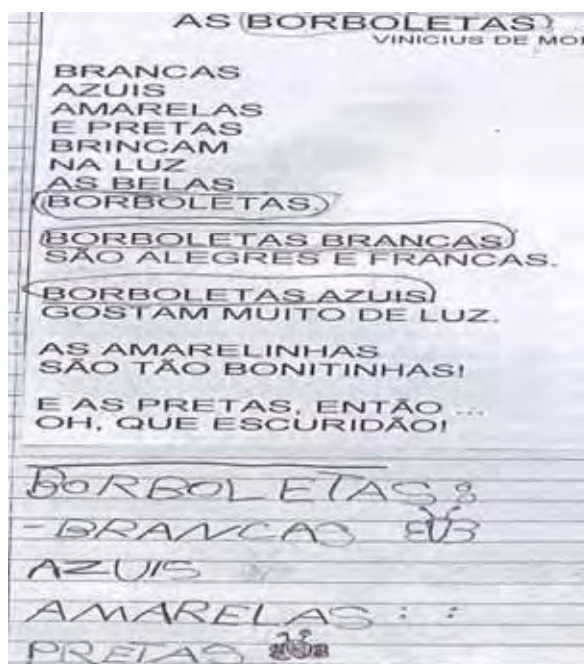 AS BORBOLETAS
VINICIUS DE MO
BRANCAS
AZUIS
AMARELAS
E PRETAS
BRINCAM
NA LUZ
AS BELAS
BORBOLETAS
BORBOLETAS BRANCAS
SÃO ALEGRES E FRANCAS.
BORBOLETAS AZUIS
GOSTAM MUITO DE LUZ.
AS AMARELINHAS
SÃO TÃO BONITINHAS!
E AS PRETAS, ENTÃO ...
OH, QUE ESCURIDÃO!
BORBOLETAS:
- BRANCAS
AZUIS
AMARELAS : :
PRETAS